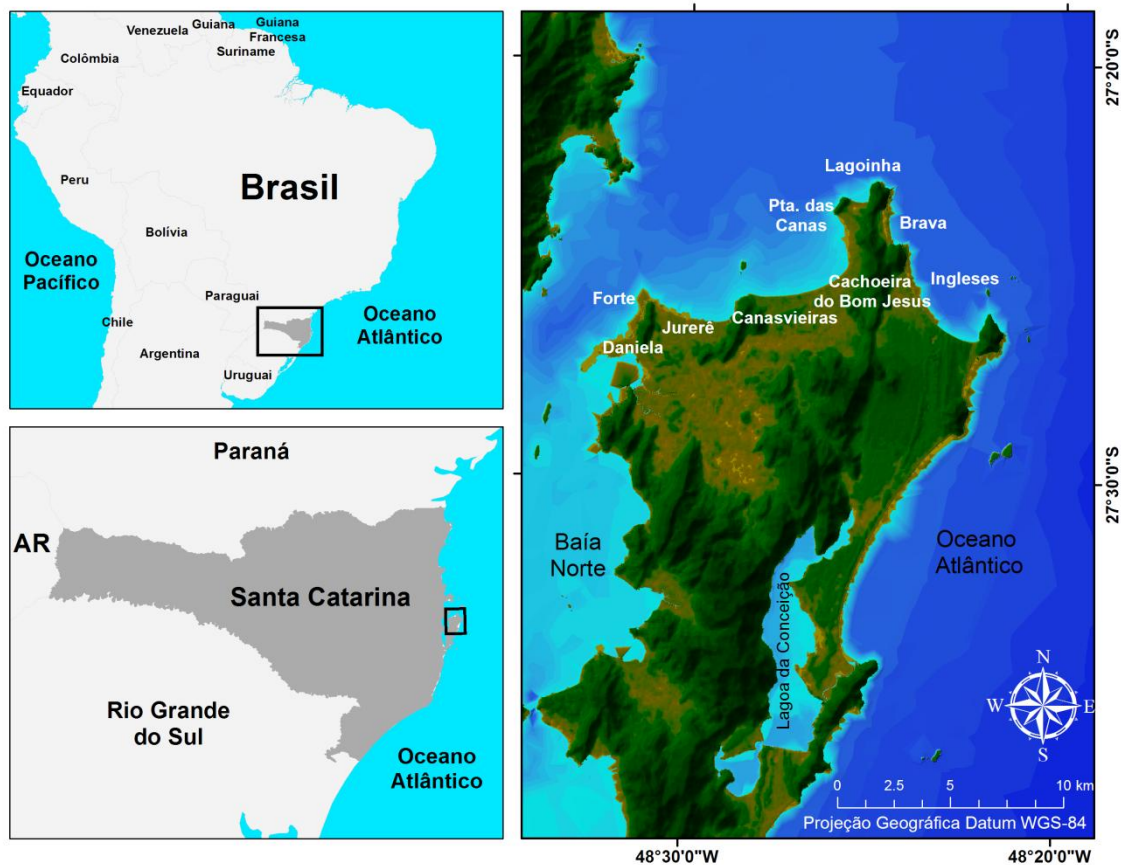 Venezuela
Guiana
Guiana
Francesa
Suriname
Colômbia
Equador
Peru
Brasil
Bolívia
Oceano
Pacífico
Paraguai
Chile
Oceano
Atlântico
Argentina
Uruguai
Paraná
AR
Santa Catarina
Rio Grande
do Sul
Oceano
Atlântico
27°20'0"S
Lagoinha
Pta. das
Canas
Brava
Cachoeira
do Bom Jesus
Ingleses
Forte
Jurerê
Canasvieiras
Daniela
27°30'0"S
Baía
Norte
Oceano
Atlântico
Lagoa da Conceição
N
W
E
S
0 2.5 5 10 km
Projeção Geográfica Datum WGS-84
48°30'0"W
48°20'0"W